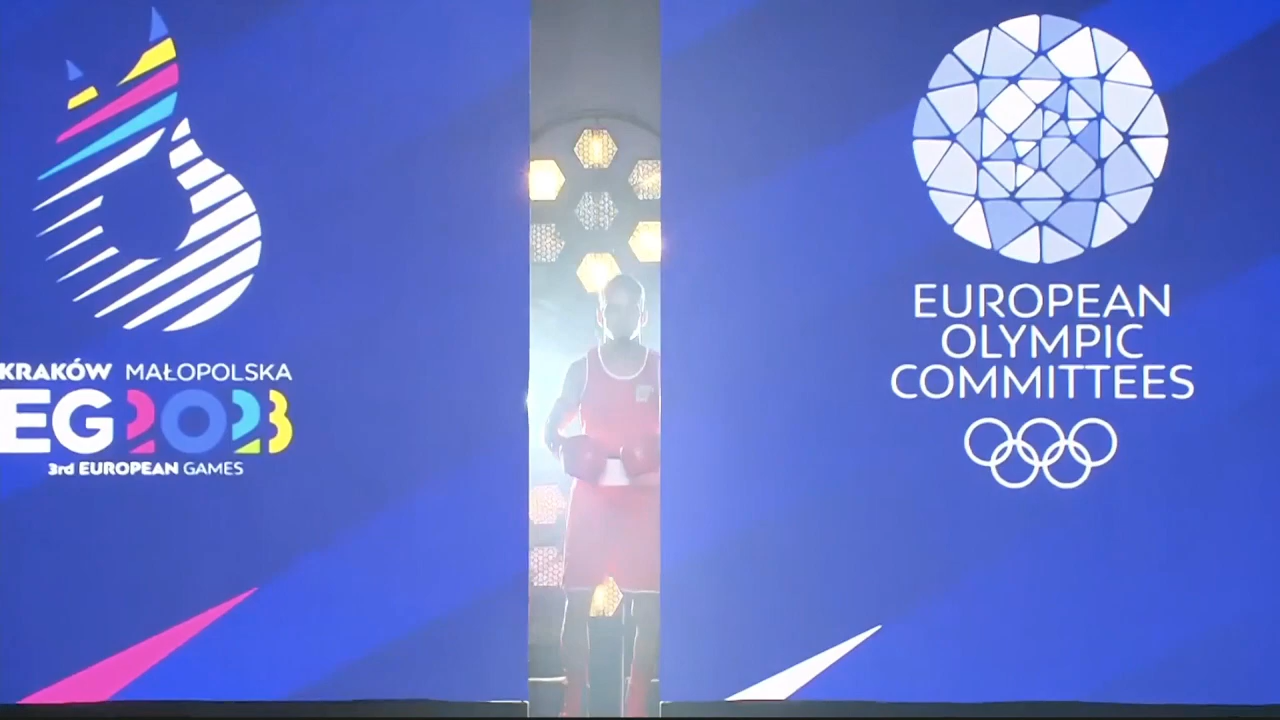 KRAKÓW MAŁOPOLSKA
EG2023
3rd EUROPEAN GAMES
EUROPEAN
OLYMPIC
COMMITTEES